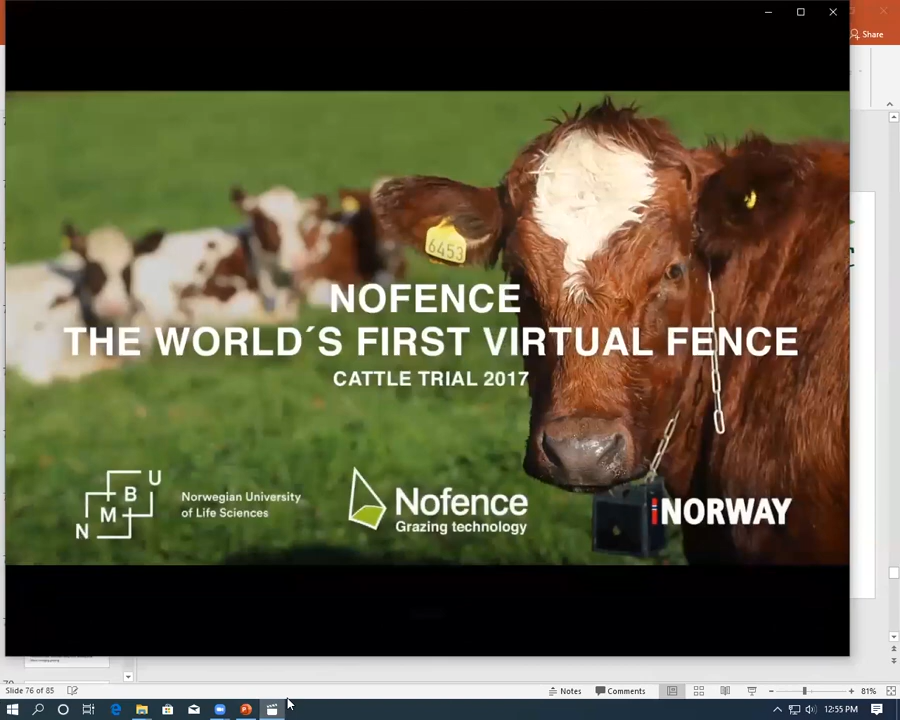 Share
6453
NOFENCE
THE WORLD´S FIRST VIRTUAL FENCE
CATTLE TRIAL 2017
N M B U
Norwegian University
of Life Sciences
Nofence
Grazing technology
NORWAY
Slide 76 of 85
Notes
Comments
81%
12:55 PM